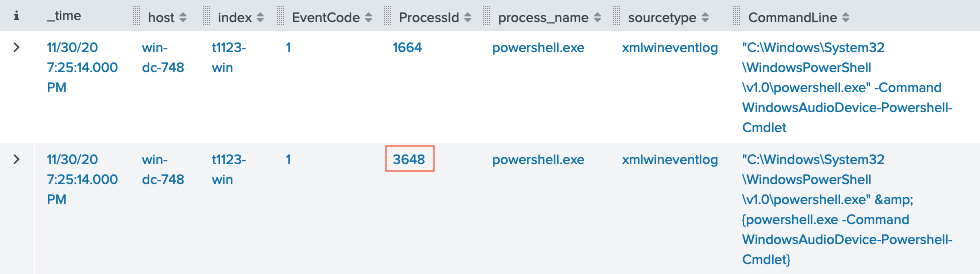 i _time host index EventCode ProcessId process_name sourcetype CommandLine
11/30/20 win- t1123- 1 1664 powershell.exe xmlwineventlog "C:\Windows\System32
7:25:14.000 dc-748 win \WindowsPowerShell
PM \v1.0\powershell.exe" -Command
WindowsAudioDevice-Powershell-
Cmdlet
11/30/20 win- t1123- 1 3648 powershell.exe xmlwineventlog "C:\Windows\System32
7:25:14.000 dc-748 win \WindowsPowerShell
PM \v1.0\powershell.exe" &amp;
{powershell.exe -Command
WindowsAudioDevice-Powershell-
Cmdlet}